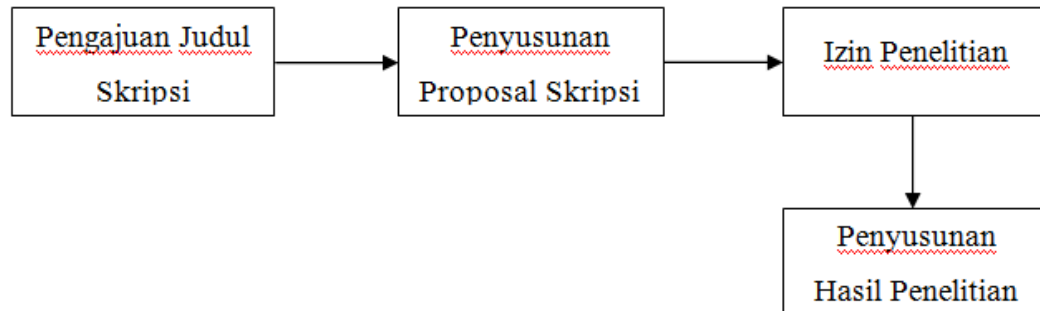 Pengajuan Judul
Skripsi
Penyusunan
Proposal Skripsi
Izin Penelitian
Penyusunan
Hasil Penelitian